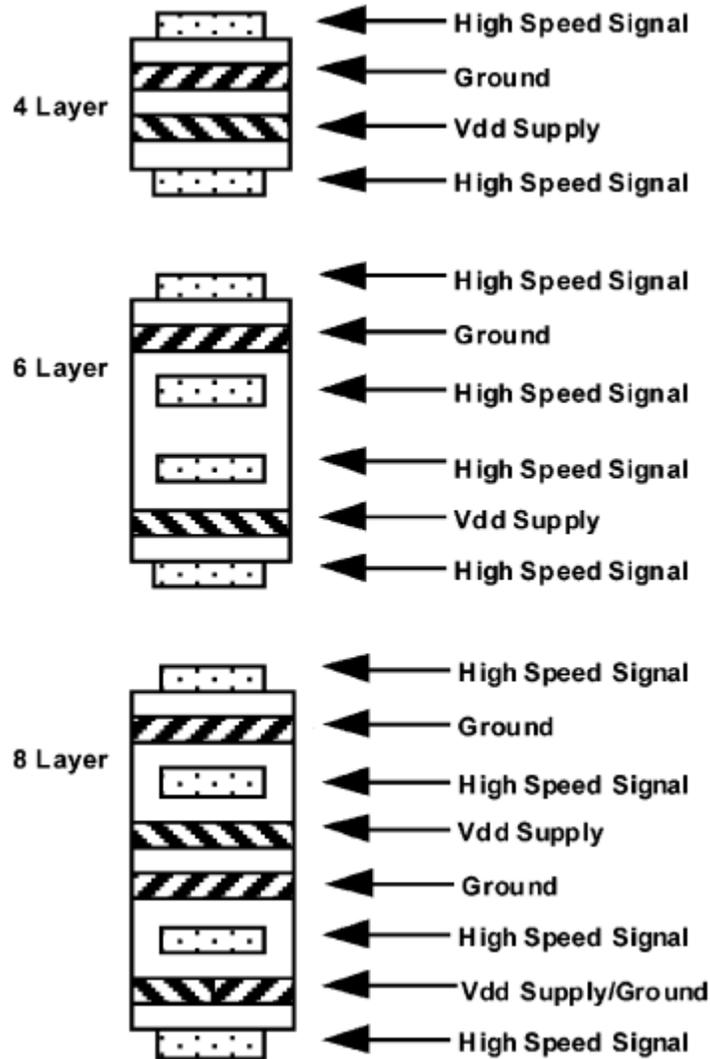 High Speed Signal
Ground
4 Layer
Vdd Supply
High Speed Signal
High Speed Signal
Ground
6 Layer
High Speed Signal
High Speed Signal
Vdd Supply
High Speed Signal
High Speed Signal
Ground
8 Layer
High Speed Signal
Vdd Supply
Ground
High Speed Signal
Vdd Supply/Ground
High Speed Signal